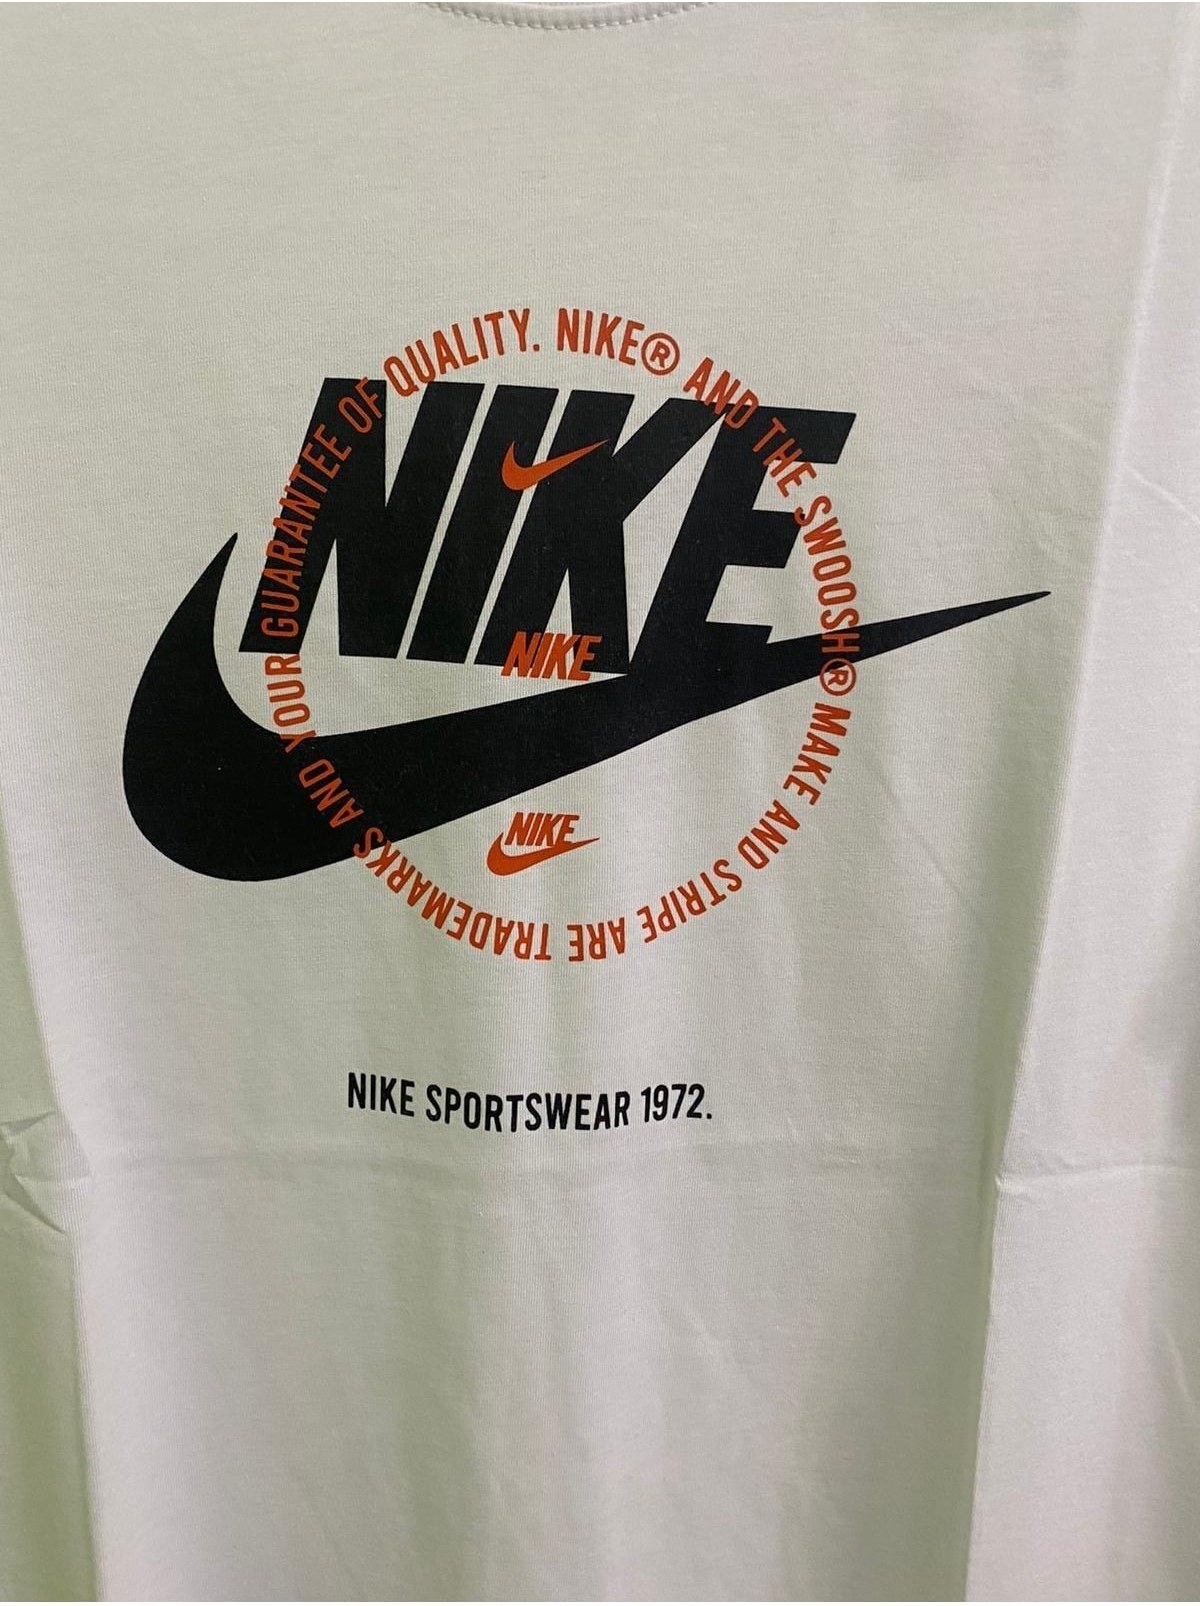 NIKE® AND THE SWOOSH® MAKE AND STRIPE ARE TRADEMARKS AND YOUR GUARANTEE OF QUALITY.
NIKE
NIKE
NIKE
NIKE SPORTSWEAR 1972.